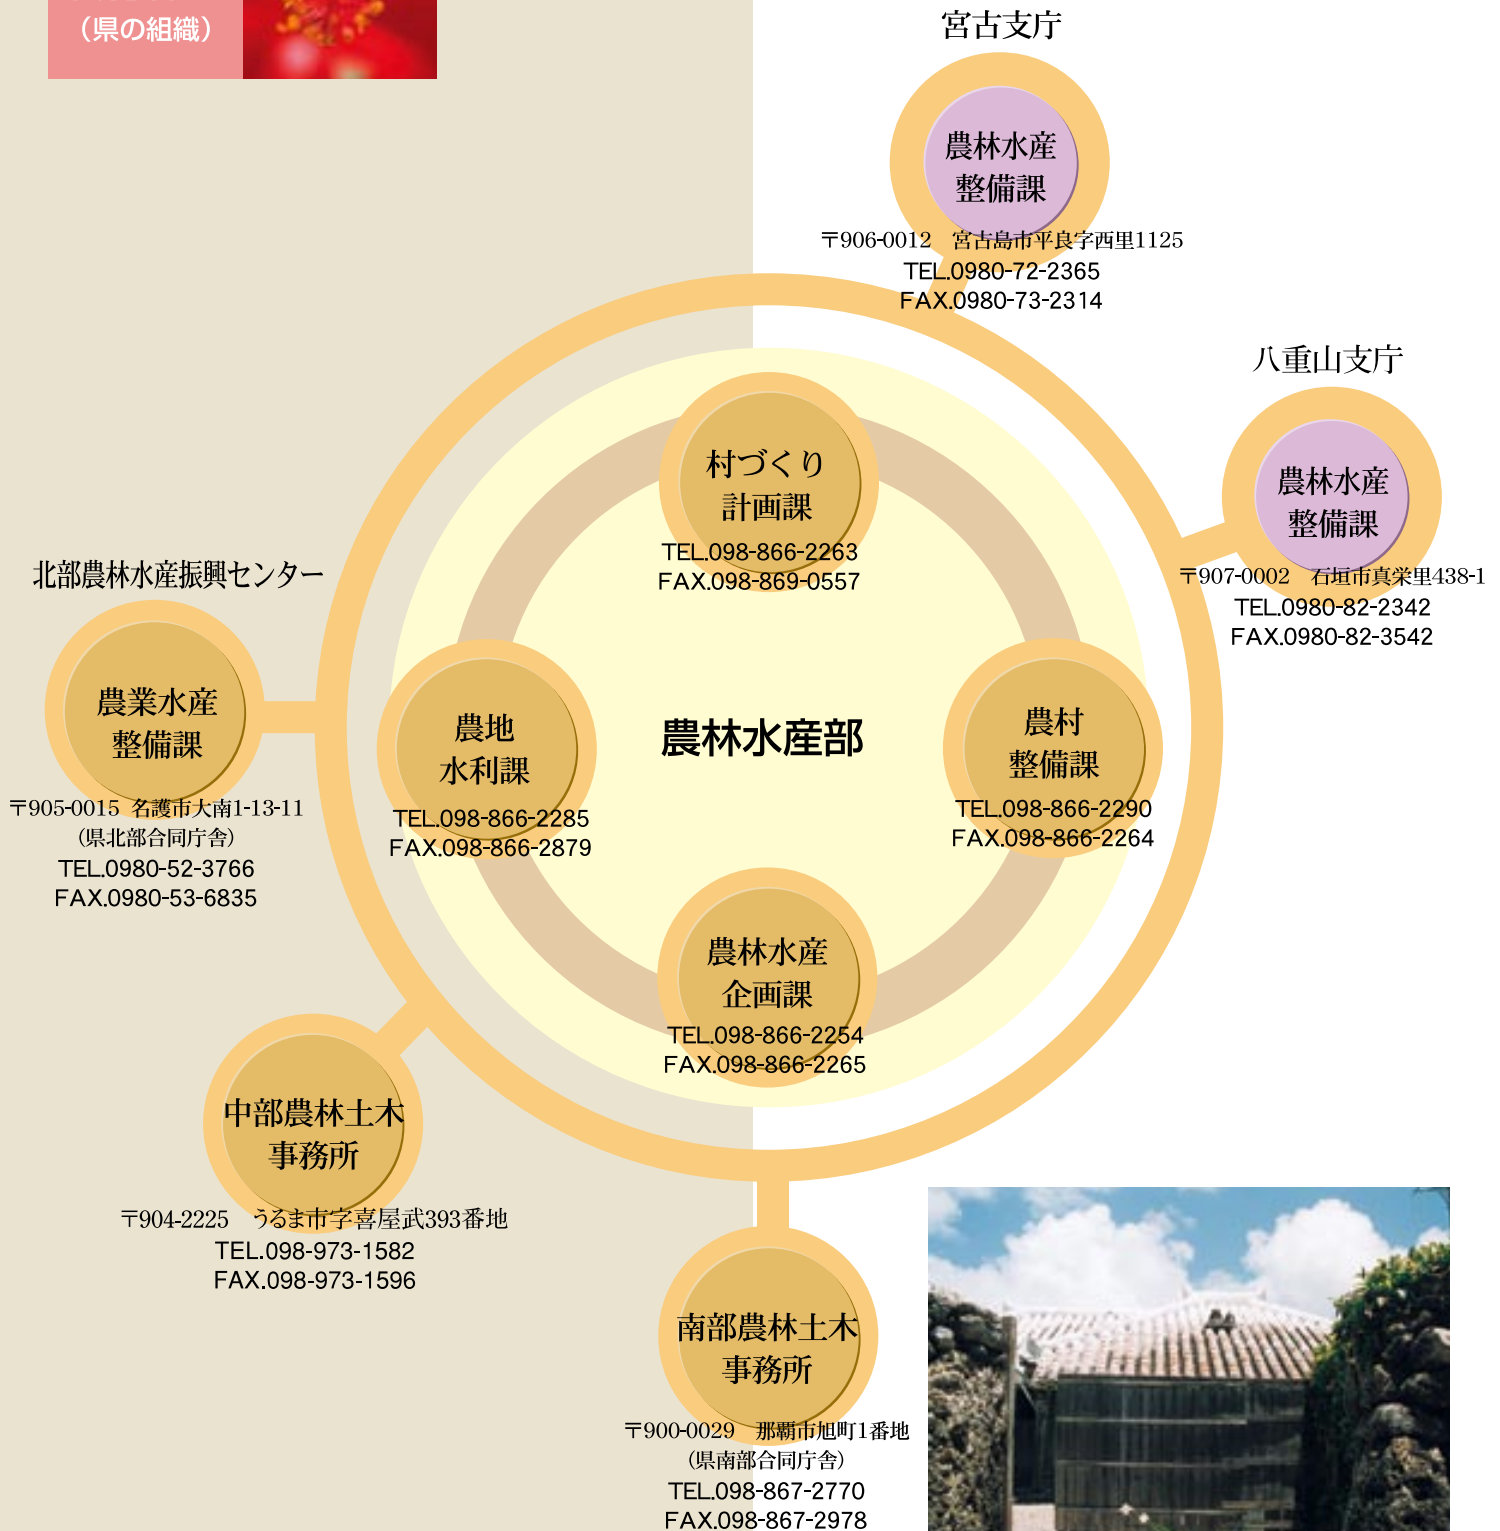 （県の組織）
宮古支庁
農林水産
整備課
〒906-0012　宮古島市平良字西里1125
TEL.0980-72-2365
FAX.0980-73-2314
八重山支庁
農林水産
整備課
〒907-0002　石垣市真栄里438-1
TEL.0980-82-2342
FAX.0980-82-3542
村づくり
計画課
TEL.098-866-2263
FAX.098-869-0557
北部農林水産振興センター
農業水産
整備課
〒905-0015 名護市大南1-13-11
（県北部合同庁舎）
TEL.0980-52-3766
FAX.0980-53-6835
農地
水利課
TEL.098-866-2285
FAX.098-866-2879
農林水産部
農村
整備課
TEL.098-866-2290
FAX.098-866-2264
農林水産
企画課
TEL.098-866-2254
FAX.098-866-2265
中部農林土木
事務所
〒904-2225　うるま市字喜屋武393番地
TEL.098-973-1582
FAX.098-973-1596
南部農林土木
事務所
〒900-0029　那覇市旭町1番地
（県南部合同庁舎）
TEL.098-867-2770
FAX.098-867-2978